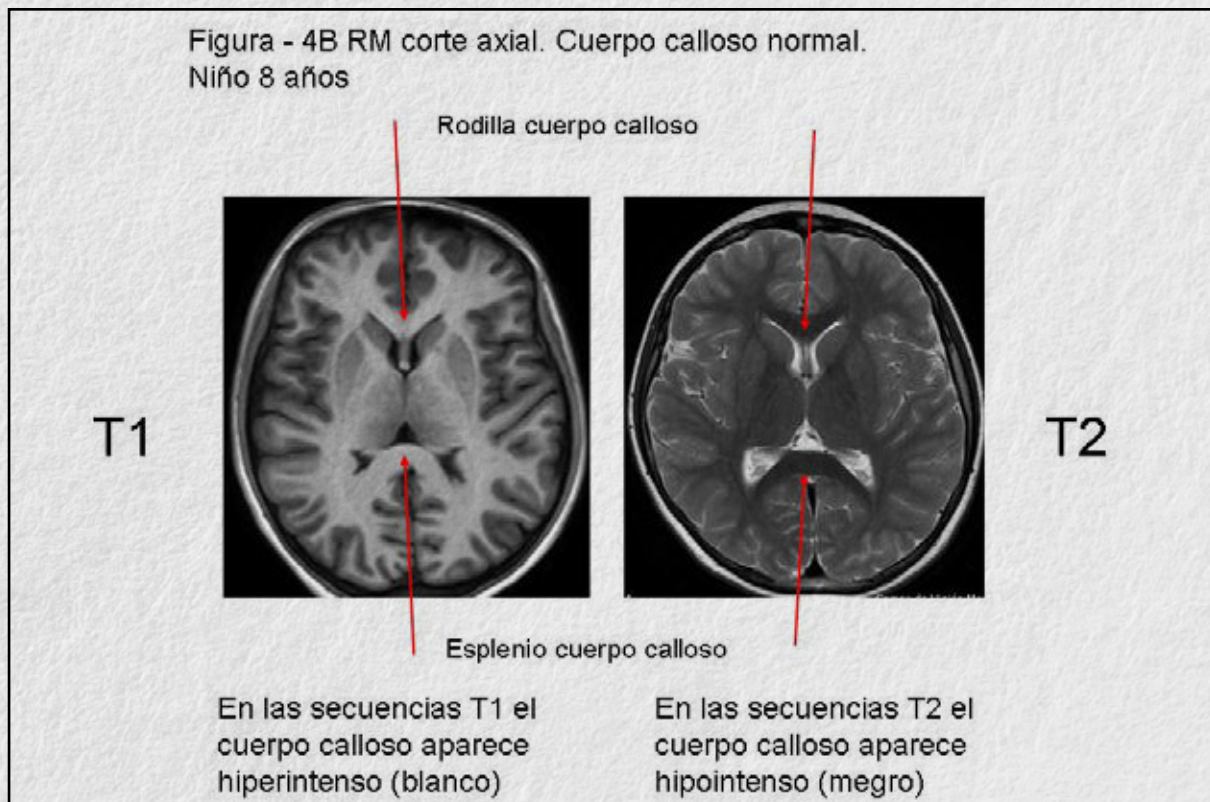 Figura - 4B RM corte axial. Cuerpo calloso normal.
Niño 8 años
Rodilla cuerpo calloso
T1
T2
Esplenio cuerpo calloso
En las secuencias T1 el
cuerpo calloso aparece
hiperintenso (blanco)
En las secuencias T2 el
cuerpo calloso aparece
hipointenso (megro)